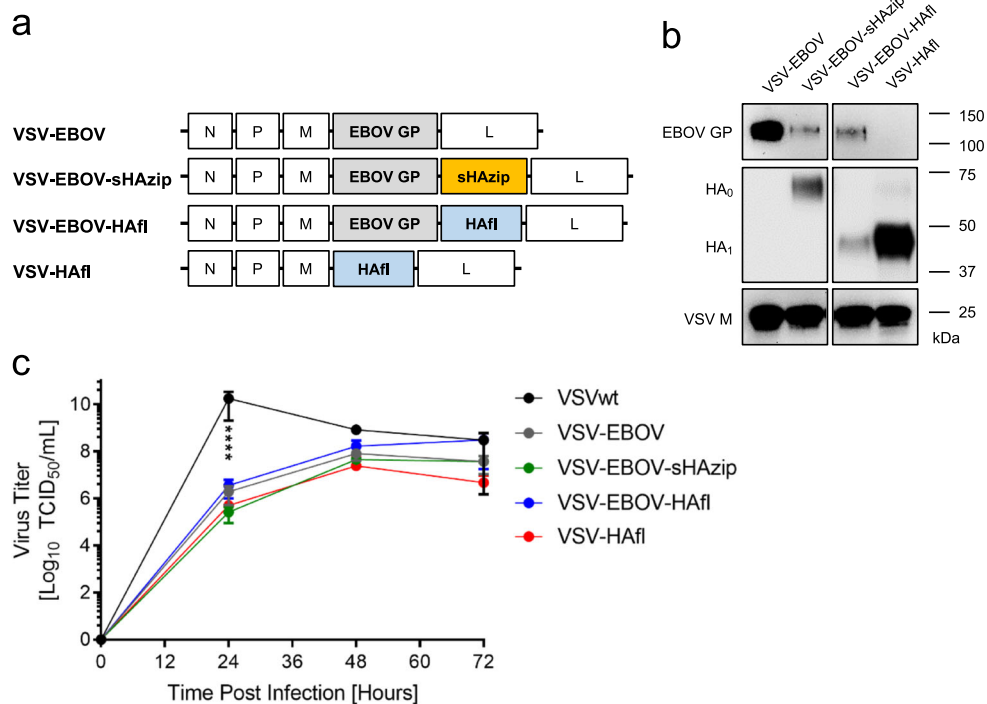 a
VSV-EBOV N P M EBOV GP L
VSV-EBOV-sHAzip N P M EBOV GP sHAzip L
VSV-EBOV-HAfl N P M EBOV GP HAfl L
VSV-HAfl N P M HAfl L
b
VSV-EBOV
VSV-EBOV-sHAzip
VSV-EBOV-HAfl
VSV-HAfl
EBOV GP
HA0
HA1
VSV M
150
100
75
50
37
25
kDa
c
Virus Titer
[Log10 TCID50/mL]
10
8
6
4
2
0
****
0 12 24 36 48 60 72
Time Post Infection [Hours]
VSVwt
VSV-EBOV
VSV-EBOV-sHAzip
VSV-EBOV-HAfl
VSV-HAfl